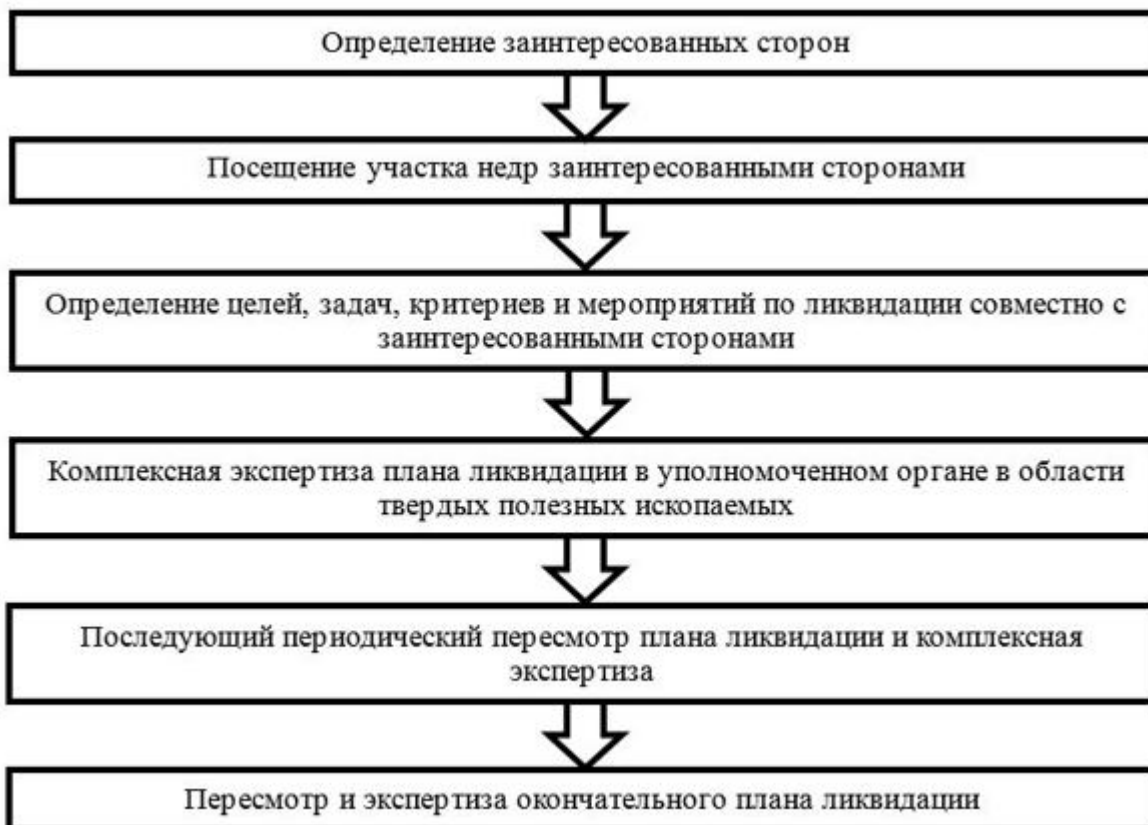 Определение заинтересованных сторон
Посещение участка недр заинтересованными сторонами
Определение целей, задач, критериев и мероприятий по ликвидации совместно с
заинтересованными сторонами
Комплексная экспертиза плана ликвидации в уполномоченном органе в области
твердых полезных ископаемых
Последующий периодический пересмотр плана ликвидации и комплексная
экспертиза
Пересмотр и экспертиза окончательного плана ликвидации